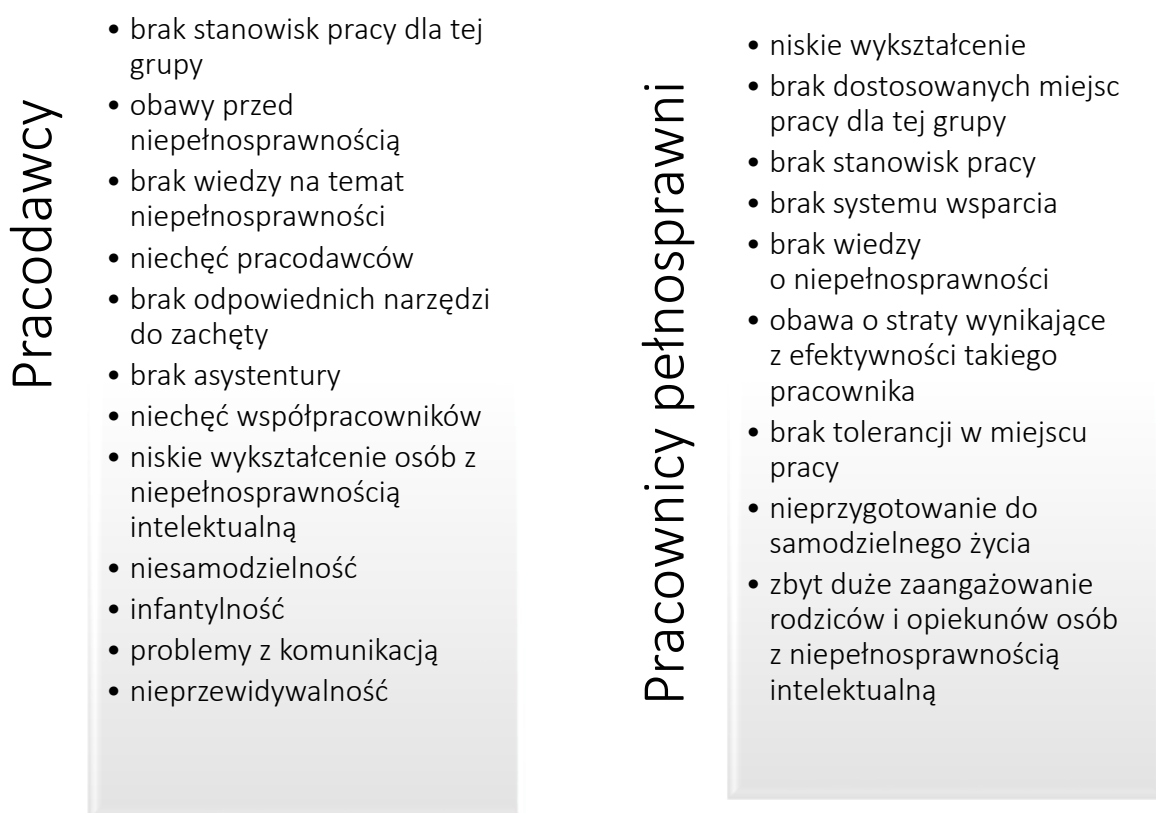 Pracodawcy
• brak stanowisk pracy dla tej
grupy
• obawy przed
niepełnosprawnością
• brak wiedzy na temat
niepełnosprawności
• niechęć pracodawców
• brak odpowiednich narzędzi
do zachęty
• brak asystentury
• niechęć współpracowników
• niskie wykształcenie osób z
niepełnosprawnością
intelektualną
• niesamodzielność
• infantylność
• problemy z komunikacją
• nieprzewidywalność
Pracownicy pełnosprawni
• niskie wykształcenie
• brak dostosowanych miejsc
pracy dla tej grupy
• brak stanowisk pracy
• brak systemu wsparcia
• brak wiedzy
o niepełnosprawności
• obawa o straty wynikające
z efektywności takiego
pracownika
• brak tolerancji w miejscu
pracy
• nieprzygotowanie do
samodzielnego życia
• zbyt duże zaangażowanie
rodziców i opiekunów osób
z niepełnosprawnością
intelektualną